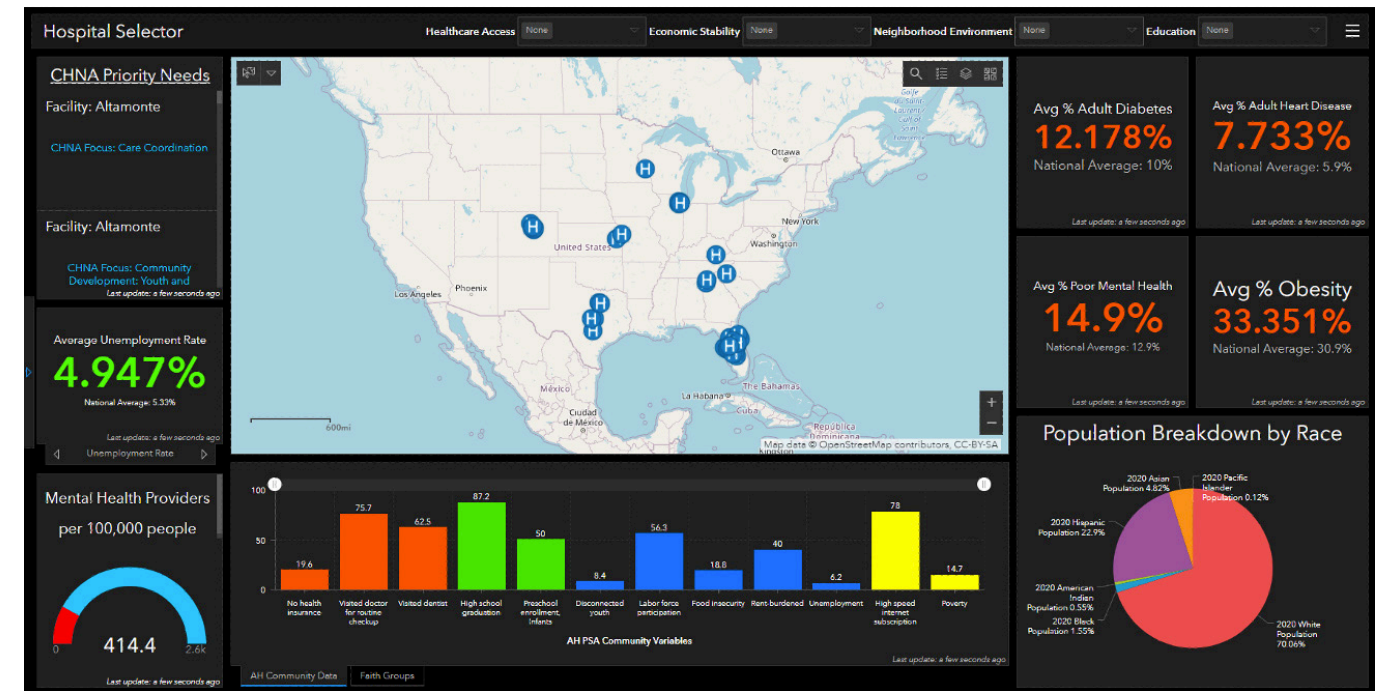 Hospital Selector
Healthcare Access None
Economic Stability None
Neighborhood Environment None
Education None
CHNA Priority Needs
Facility: Altamonte
CHNA Focus: Care Coordination
Facility: Altamonte
CHNA Focus: Community
Development: Youth and
Last update: a few seconds ago
Average Unemployment Rate
4.947%
National Average: 5.33%
Last update: a few seconds ago
Unemployment Rate
Mental Health Providers
per 100,000 people
414.4
0
2.6k
Last update: a few seconds ago
Golfe
du Saint-
Laurent
Gulf of
Saint
Ottawa
New York
Washington
United States
Los Angeles
Phoenix
H
H
H
H
H
H
H
H
H
H
H
H
México
Ciudad
de México
La Habana
The Bahamas
Cuba
República
Dominicana
Kingston
600mi
+
−
Map data © OpenStreetMap contributors, CC-BY-SA
100
50
0
19.6
75.7
62.5
87.2
50
8.4
56.3
18.8
40
6.2
78
14.7
No health
insurance
Visited doctor
for routine
checkup
Visited dentist
High school
graduation
Preschool
enrollment,
Infants
Disconnected
youth
Labor force
participation
Food insecurity
Rent-burdened
Unemployment
High speed
internet
subscription
Poverty
AH PSA Community Variables
Last update: a few seconds ago
AH Community Data
Faith Groups
Avg % Adult Diabetes
12.178%
National Average: 10%
Last update: a few seconds ago
Avg % Adult Heart Disease
7.733%
National Average: 5.9%
Last update: a few seconds ago
Avg % Poor Mental Health
14.9%
National Average: 12.9%
Last update: a few seconds ago
Avg % Obesity
33.351%
National Average: 30.9%
Last update: a few seconds ago
Population Breakdown by Race
2020 Asian
Population 4.82%
2020 Pacific
Islander
Population 0.12%
2020 Hispanic
Population 22.9%
2020 American
Indian
Population 0.55%
2020 Black
Population 1.55%
2020 White
Population
70.06%